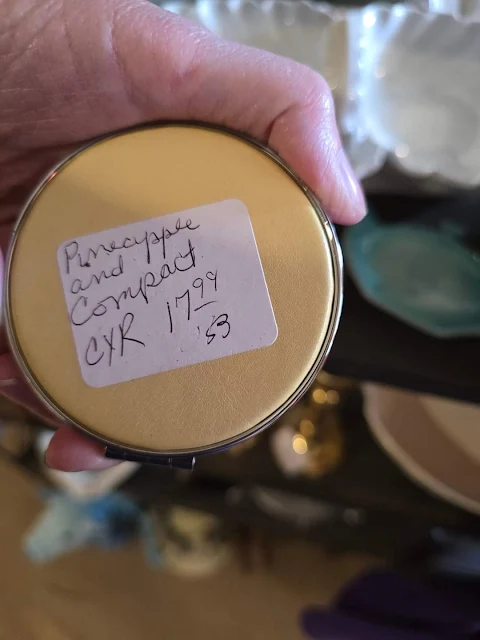 Pineapple
and
Compact
CYR 17.99
'53